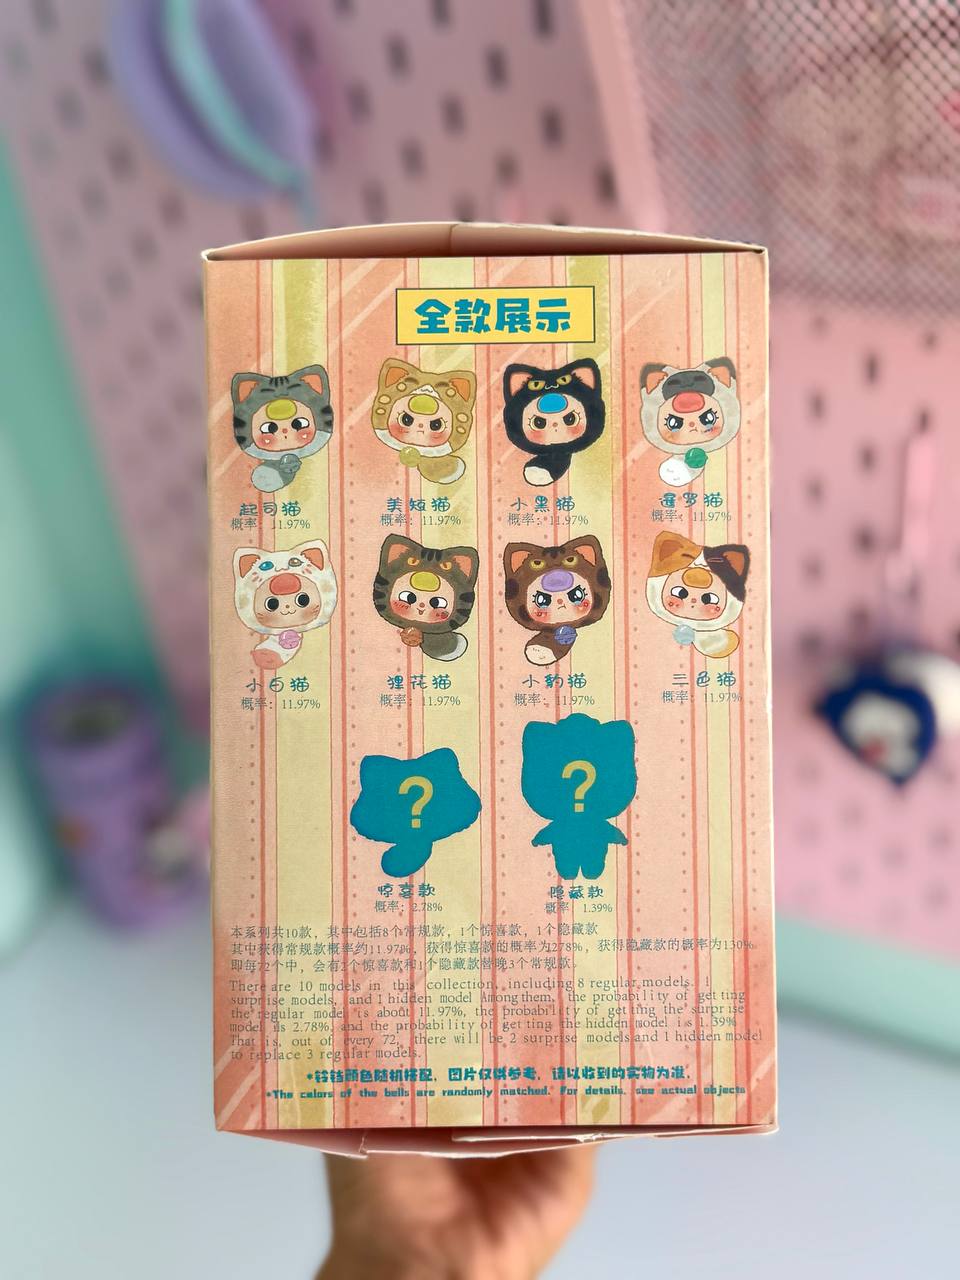 全款展示
起司猫 美短猫 小黑猫 暹罗猫
概率：11.97% 概率：11.97% 概率：11.97% 概率：11.97%
小白猫 狸花猫 小豹猫 三色猫
概率：11.97% 概率：11.97% 概率：11.97% 概率：11.97%
? ?
惊喜款 隐藏款
概率：2.78% 概率：1.39%
本系列共10款，其中包括8个常规款，1个惊喜款，1个隐藏款
其中获得常规款概率约11.97%，获得惊喜款的概率为278%，获得隐藏款的概率为130%
即每72个中，会有2个惊喜款和1个隐藏款替晚3个常规款。
There are 10 models in this collection, including 8 regular models. 1
surprise models, and 1 hidden model Among them, the probability of getting
the regular model is about 11.97%, the probability of getting the surprise
model is 2.78%, and the probability of getting the hidden model is 1.39%
That is, out of every 72, there will be 2 surprise models and 1 hidden model
to replace 3 regular models.
*铃铛颜色随机搭配，图片仅供参考，请以收到的实物为准.
*The colors of the bells are randomly matched. For details, see actual objects